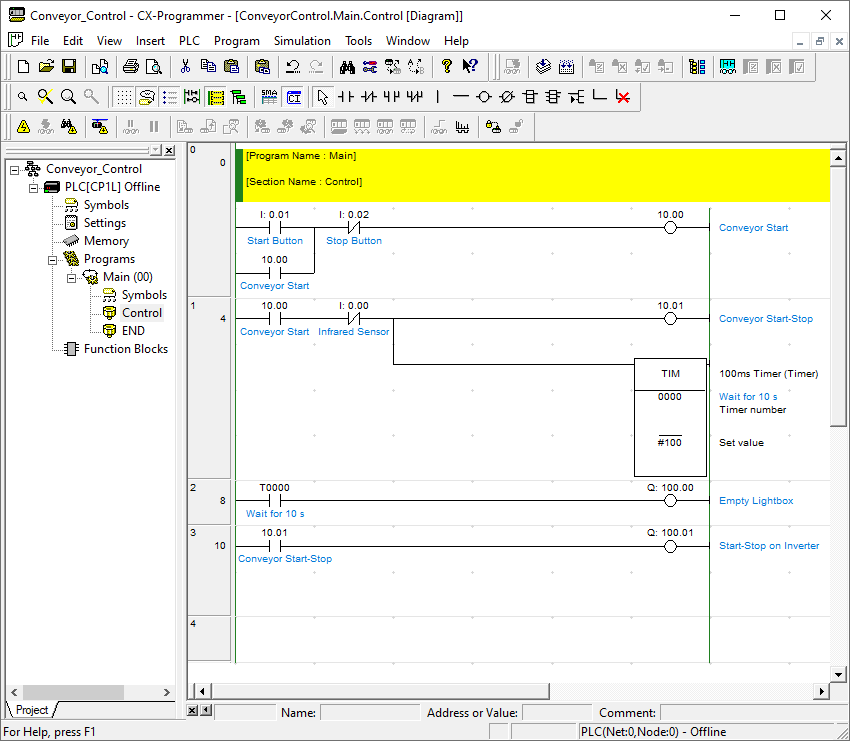 Conveyor_Control - CX-Programmer - [ConveyorControl.Main.Control [Diagram]]
File Edit View Insert PLC Program Simulation Tools Window Help
SMA
CI
Conveyor_Control
PLC[CP1L] Offline
Symbols
Settings
Memory
Programs
Main (00)
Symbols
Control
END
Function Blocks
Project
0
0
[Program Name : Main]
[Section Name : Control]
I: 0.01 I: 0.02 10.00
Start Button Stop Button Conveyor Start
10.00
Conveyor Start
1
4
10.00 I: 0.00 10.01
Conveyor Start Infrared Sensor Conveyor Start-Stop
TIM 100ms Timer (Timer)
0000 Wait for 10 s
Timer number
#100 Set value
2
8
T0000 Q: 100.00
Wait for 10 s Empty Lightbox
3
10
10.01 Q: 100.01
Conveyor Start-Stop Start-Stop on Inverter
4
Name: Address or Value: Comment:
For Help, press F1 PLC(Net:0,Node:0) - Offline